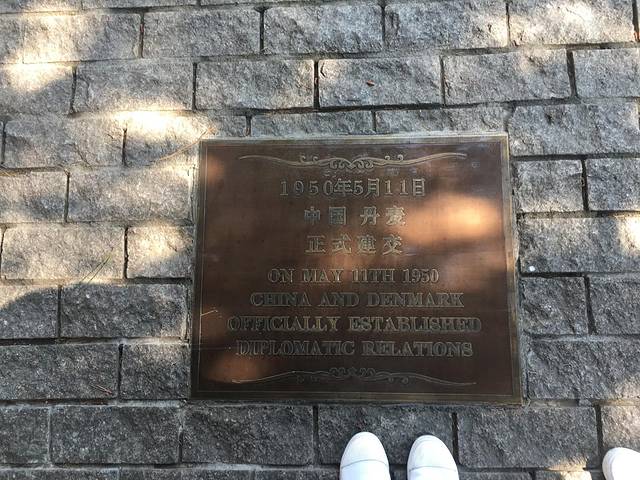 1950年5月11日
中国 丹麦
正式建交
ON MAY 11TH 1950
CHINA AND DENMARK
OFFICIALLY ESTABLISHED
DIPLOMATIC RELATIONS